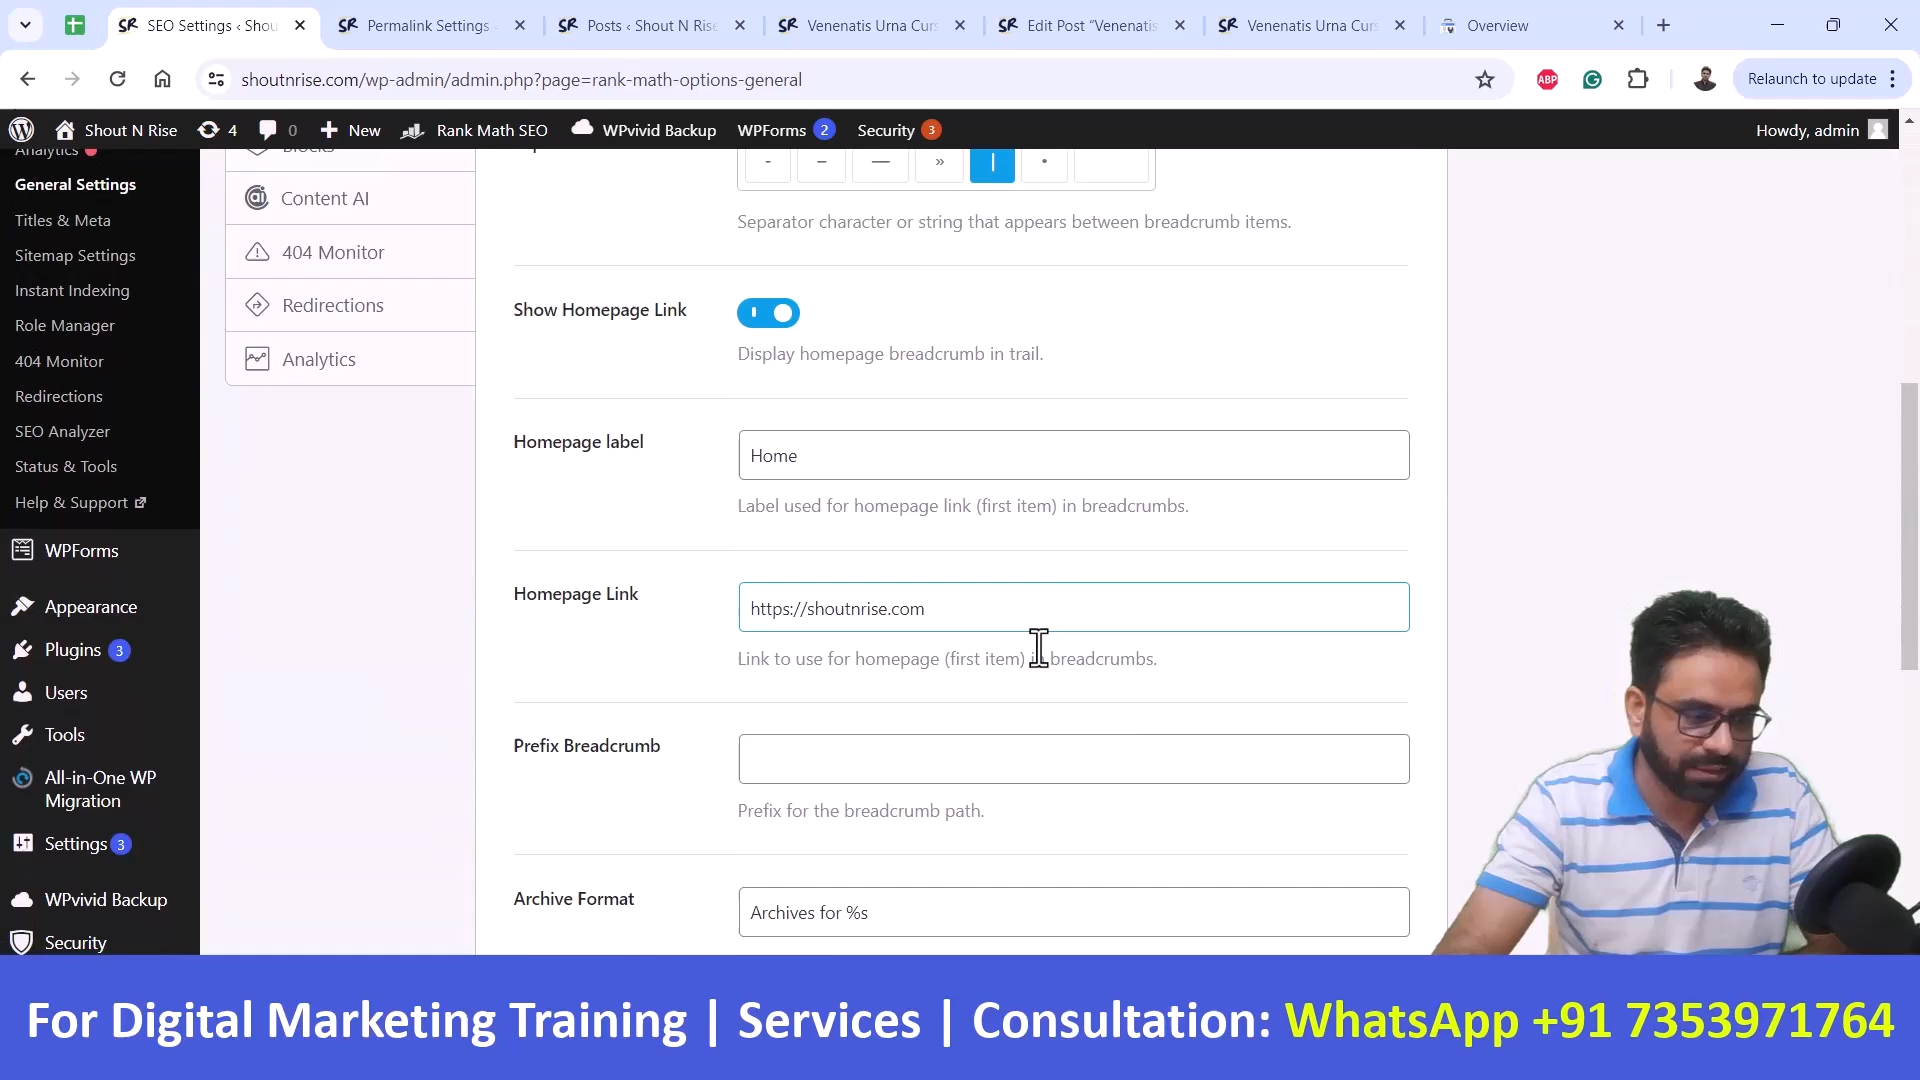 SEO Settings ‹ Shou
Permalink Settings
Posts ‹ Shout N Rise
Venenatis Urna Curs
Edit Post “Venenatis
Venenatis Urna Curs
Overview
shoutnrise.com/wp-admin/admin.php?page=rank-math-options-general
ABP
Relaunch to update
Shout N Rise
4
0
New
Rank Math SEO
WPvivid Backup
WPForms 2
Security 3
Howdy, admin
Analytics
General Settings
Titles & Meta
Sitemap Settings
Instant Indexing
Role Manager
404 Monitor
Redirections
SEO Analyzer
Status & Tools
Help & Support
WPForms
Appearance
Plugins 3
Users
Tools
All-in-One WP
Migration
Settings 3
WPvivid Backup
Security
Blocks
Content AI
404 Monitor
Redirections
Analytics
- – — » | •
Separator character or string that appears between breadcrumb items.
Show Homepage Link
Display homepage breadcrumb in trail.
Homepage label
Home
Label used for homepage link (first item) in breadcrumbs.
Homepage Link
https://shoutnrise.com
Link to use for homepage (first item) in breadcrumbs.
Prefix Breadcrumb
Prefix for the breadcrumb path.
Archive Format
Archives for %s
For Digital Marketing Training | Services | Consultation: WhatsApp +91 7353971764